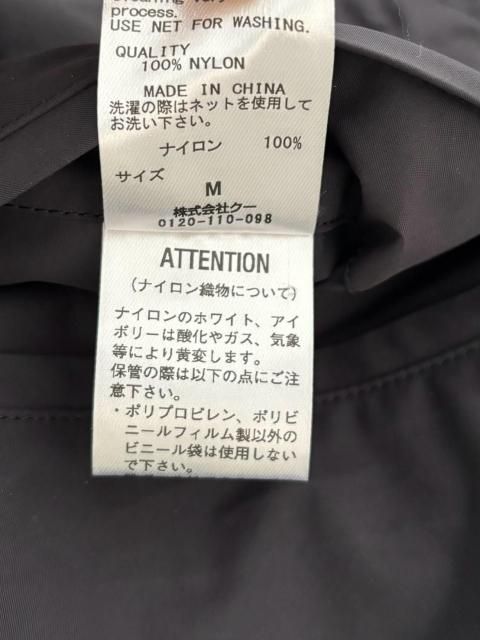 process.
USE NET FOR WASHING.
QUALITY
100% NYLON
MADE IN CHINA
洗濯の際はネットを使用して
お洗い下さい。
ナイロン 100%
サイズ
M
株式会社クー
0120-110-098
ATTENTION
(ナイロン織物について)
ナイロンのホワイト、アイ
ボリーは酸化やガス、気象
等により黄変します。
保管の際は以下の点にご注
意下さい。
・ポリプロピレン、ポリビ
ニールフィルム製以外の
ビニール袋は使用しない
で下さい。